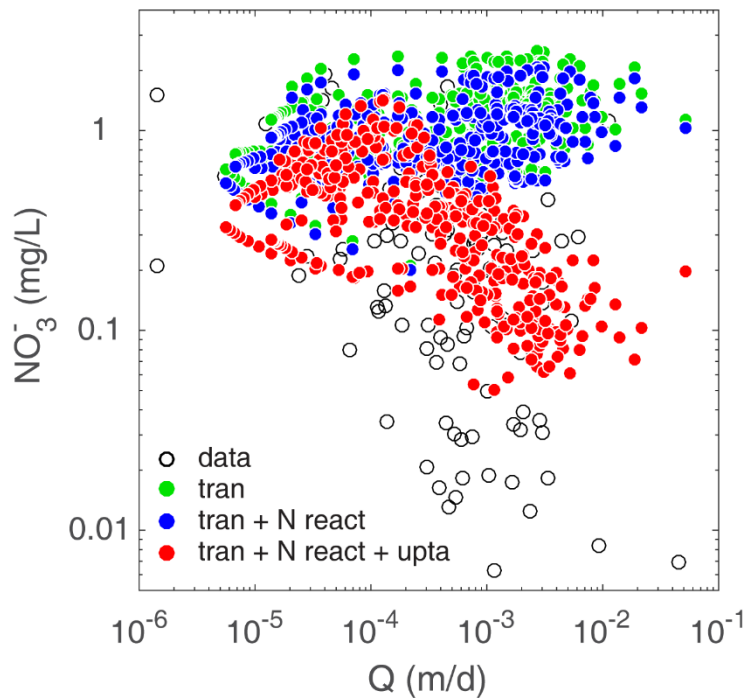 NO₃⁻ (mg/L)
1
0.1
0.01
data
tran
tran + N react
tran + N react + upta
10⁻⁶ 10⁻⁵ 10⁻⁴ 10⁻³ 10⁻² 10⁻¹
Q (m/d)